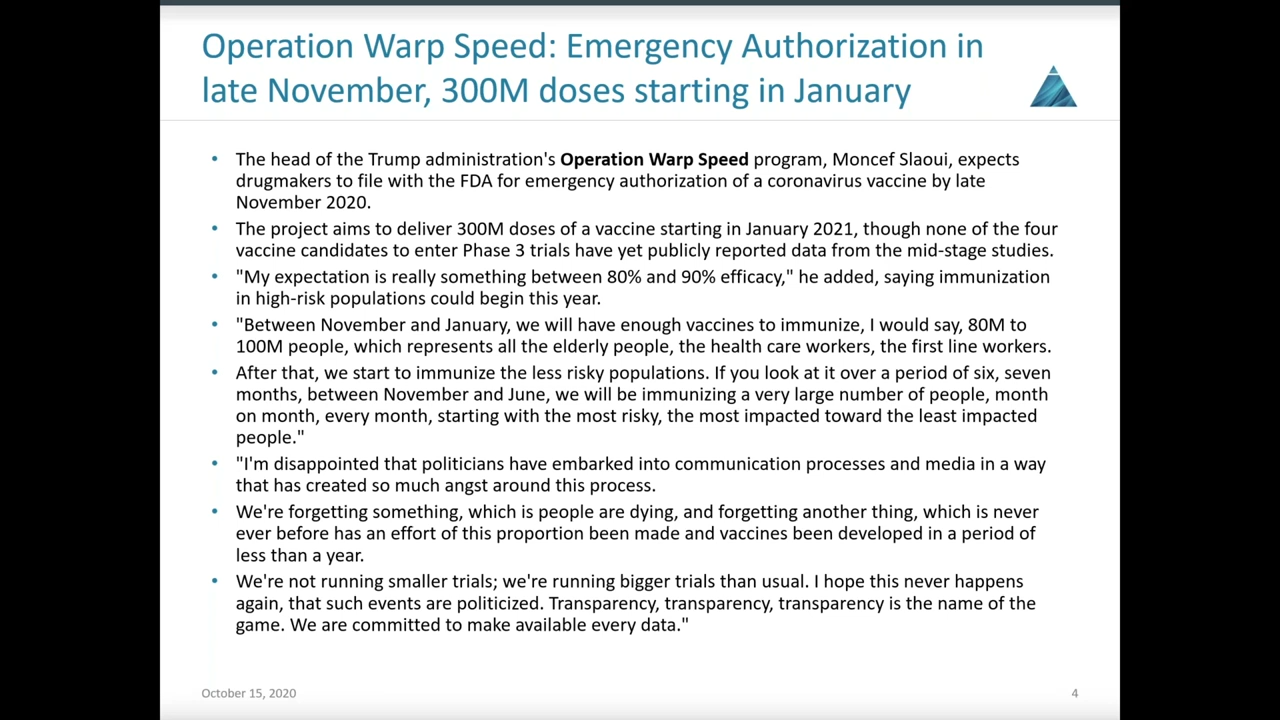 Operation Warp Speed: Emergency Authorization in
late November, 300M doses starting in January
• The head of the Trump administration's Operation Warp Speed program, Moncef Slaoui, expects
drugmakers to file with the FDA for emergency authorization of a coronavirus vaccine by late
November 2020.
• The project aims to deliver 300M doses of a vaccine starting in January 2021, though none of the four
vaccine candidates to enter Phase 3 trials have yet publicly reported data from the mid-stage studies.
• "My expectation is really something between 80% and 90% efficacy," he added, saying immunization
in high-risk populations could begin this year.
• "Between November and January, we will have enough vaccines to immunize, I would say, 80M to
100M people, which represents all the elderly people, the health care workers, the first line workers.
• After that, we start to immunize the less risky populations. If you look at it over a period of six, seven
months, between November and June, we will be immunizing a very large number of people, month
on month, every month, starting with the most risky, the most impacted toward the least impacted
people."
• "I'm disappointed that politicians have embarked into communication processes and media in a way
that has created so much angst around this process.
• We're forgetting something, which is people are dying, and forgetting another thing, which is never
ever before has an effort of this proportion been made and vaccines been developed in a period of
less than a year.
• We're not running smaller trials; we're running bigger trials than usual. I hope this never happens
again, that such events are politicized. Transparency, transparency, transparency is the name of the
game. We are committed to make available every data."
October 15, 2020
4